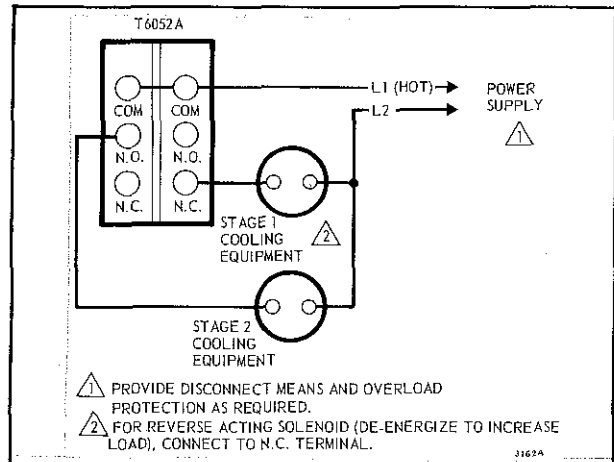 T6052A
L1 (HOT)
POWER
SUPPLY
1
COM
COM
L2
N.O.
N.O.
N.C.
N.C.
STAGE 1
COOLING
EQUIPMENT
2
STAGE 2
COOLING
EQUIPMENT
1 PROVIDE DISCONNECT MEANS AND OVERLOAD
PROTECTION AS REQUIRED.
2 FOR REVERSE ACTING SOLENOID (DE-ENERGIZE TO INCREASE
LOAD), CONNECT TO N.C. TERMINAL.
3162A